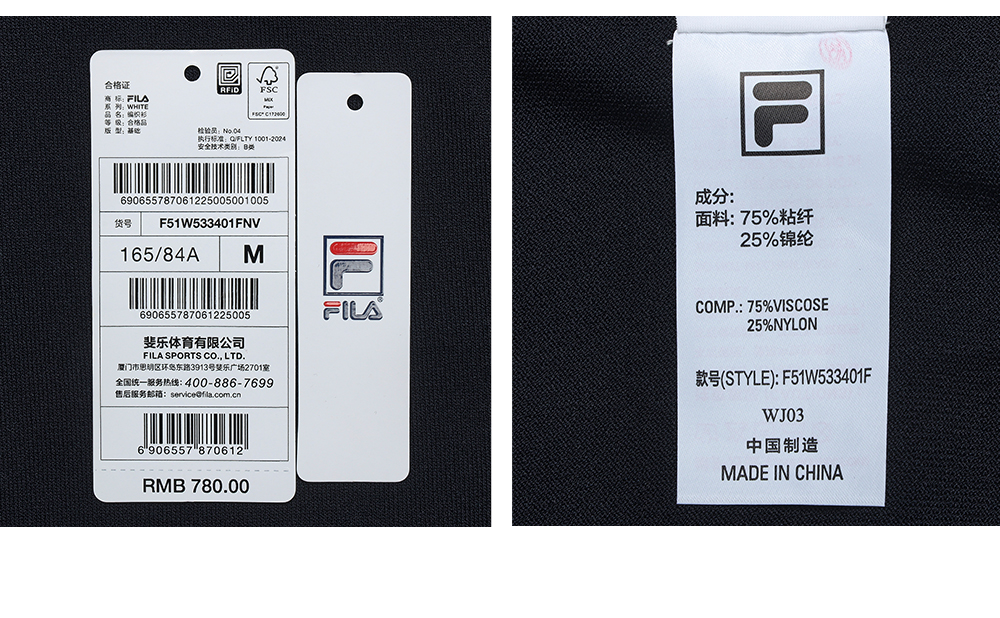 合格证
商 标: FILA
系 列: WHITE
品 名: 编织衫
等 级: 合格品
版 型: 基础
RFID
FSC
MIX
Paper
FSC® C172800
检验员: No.04
执行标准: Q/FLTY 1001-2024
安全技术类别: B类
690655787061225005001005
货号 F51W533401FNV
165/84A M
690655787061225005
斐乐体育有限公司
FILA SPORTS CO., LTD.
厦门市思明区环岛东路3913号斐乐广场2701室
全国统一服务热线: 400-886-7699
售后服务邮箱: service@fila.com.cn
6 906557 870612
RMB 780.00
FILA®
成分:
面料: 75%粘纤
25%锦纶
COMP.: 75%VISCOSE
25%NYLON
款号(STYLE): F51W533401F
WJ03
中国制造
MADE IN CHINA